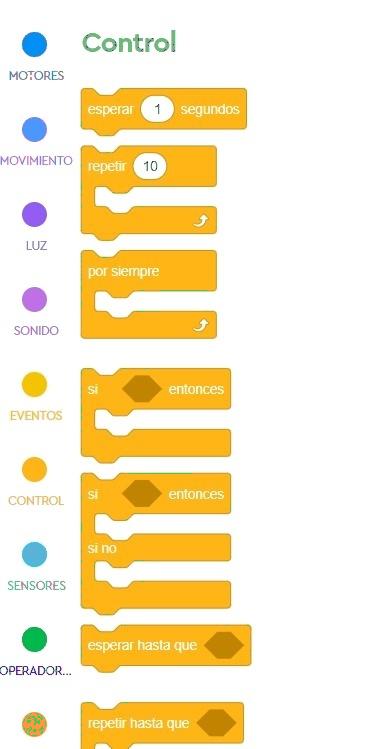 Control
MOTORES
esperar 1 segundos
MOVIMIENTO
repetir 10
LUZ
por siempre
SONIDO
si entonces
EVENTOS
CONTROL
si entonces
si no
SENSORES
esperar hasta que
OPERADOR...
repetir hasta que